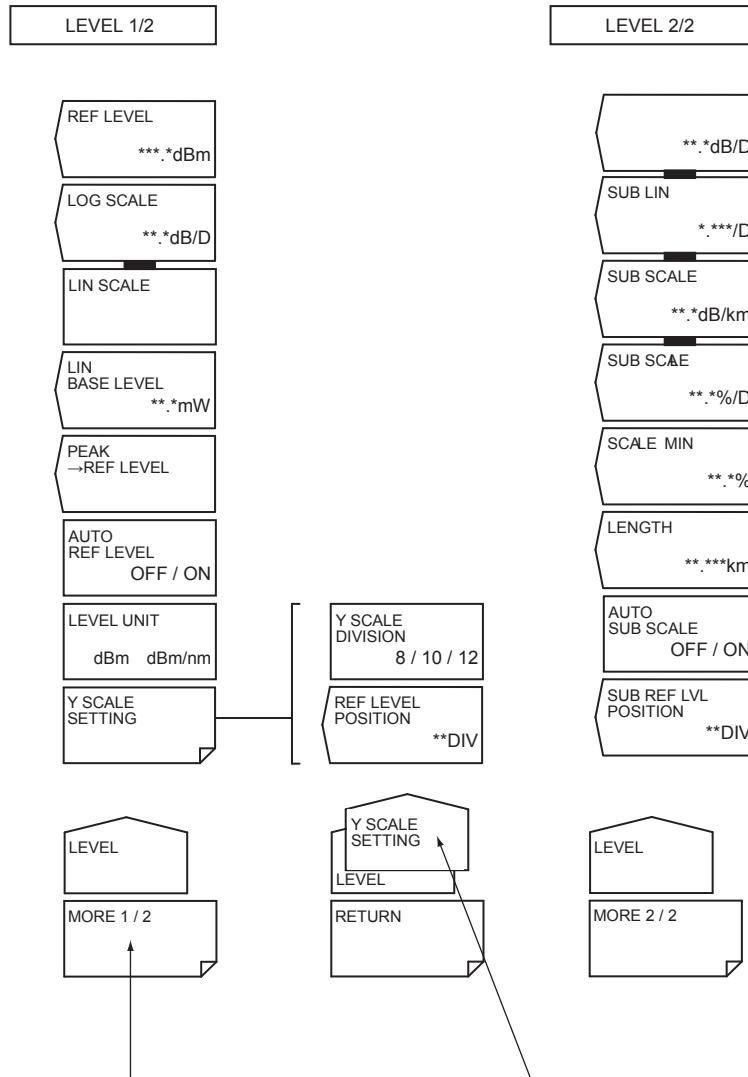 LEVEL 1/2
REF LEVEL
***.*dBm
LOG SCALE
**.*dB/D
LIN SCALE
LIN
BASE LEVEL
**.*mW
PEAK
→REF LEVEL
AUTO
REF LEVEL
OFF / ON
LEVEL UNIT
dBm dBm/nm
Y SCALE
SETTING
LEVEL
MORE 1 / 2
Y SCALE
DIVISION
8 / 10 / 12
REF LEVEL
POSITION
**DIV
Y SCALE
SETTING
LEVEL
RETURN
LEVEL 2/2
**.*dB/D
SUB LIN
*.***/D
SUB SCALE
**.*dB/km
SUB SCALE
**.*%/D
SCALE MIN
**.*%
LENGTH
**.***km
AUTO
SUB SCALE
OFF / ON
SUB REF LVL
POSITION
**DIV
LEVEL
MORE 2 / 2